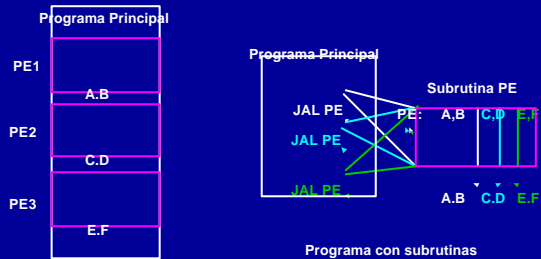 Programa Principal
PE1
A.B
PE2
C.D
PE3
E.F
Programa Principal
Subrutina PE
JAL PE
PE: A,B C,D E,F
JAL PE
JAL PE
A.B C.D E.F
Programa con subrutinas